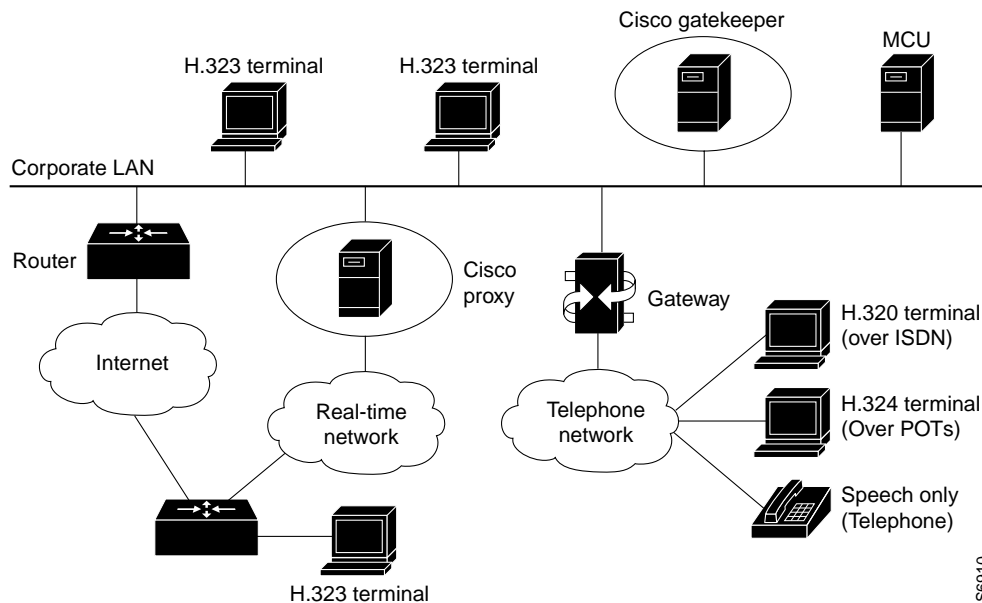 Cisco gatekeeper
MCU
H.323 terminal
H.323 terminal
Corporate LAN
Router
Cisco
proxy
Gateway
H.320 terminal
(over ISDN)
Internet
Real-time
network
Telephone
network
H.324 terminal
(Over POTs)
Speech only
(Telephone)
H.323 terminal
S6910